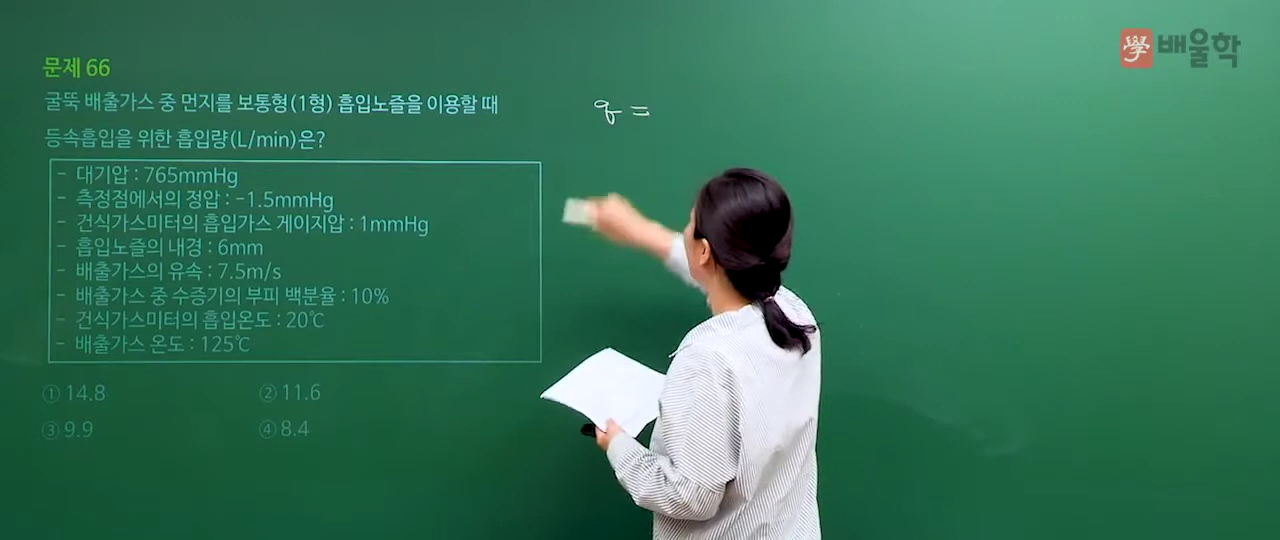 學 배울학
문제 66
굴뚝 배출가스 중 먼지를 보통형(1형) 흡입노즐을 이용할 때
등속흡입을 위한 흡입량(L/min)은?
- 대기압 : 765mmHg
- 측정점에서의 정압 : -1.5mmHg
- 건식가스미터의 흡입가스 게이지압 : 1mmHg
- 흡입노즐의 내경 : 6mm
- 배출가스의 유속 : 7.5m/s
- 배출가스 중 수증기의 부피 백분율 : 10%
- 건식가스미터의 흡입온도 : 20℃
- 배출가스 온도 : 125℃
① 14.8 ② 11.6
③ 9.9 ④ 8.4
q =